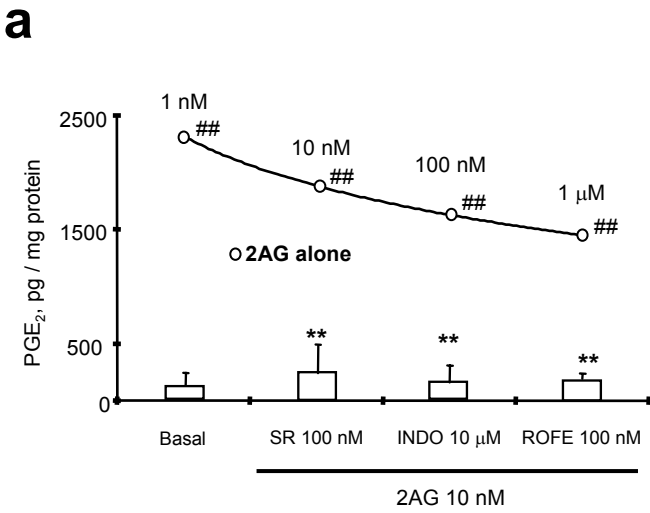 a
1 nM
2500
##
10 nM
##
100 nM
##
1 μM
##
1500
2AG alone
PGE2, pg / mg protein
500
**
**
**
0
Basal
SR 100 nM
INDO 10 μM
ROFE 100 nM
2AG 10 nM